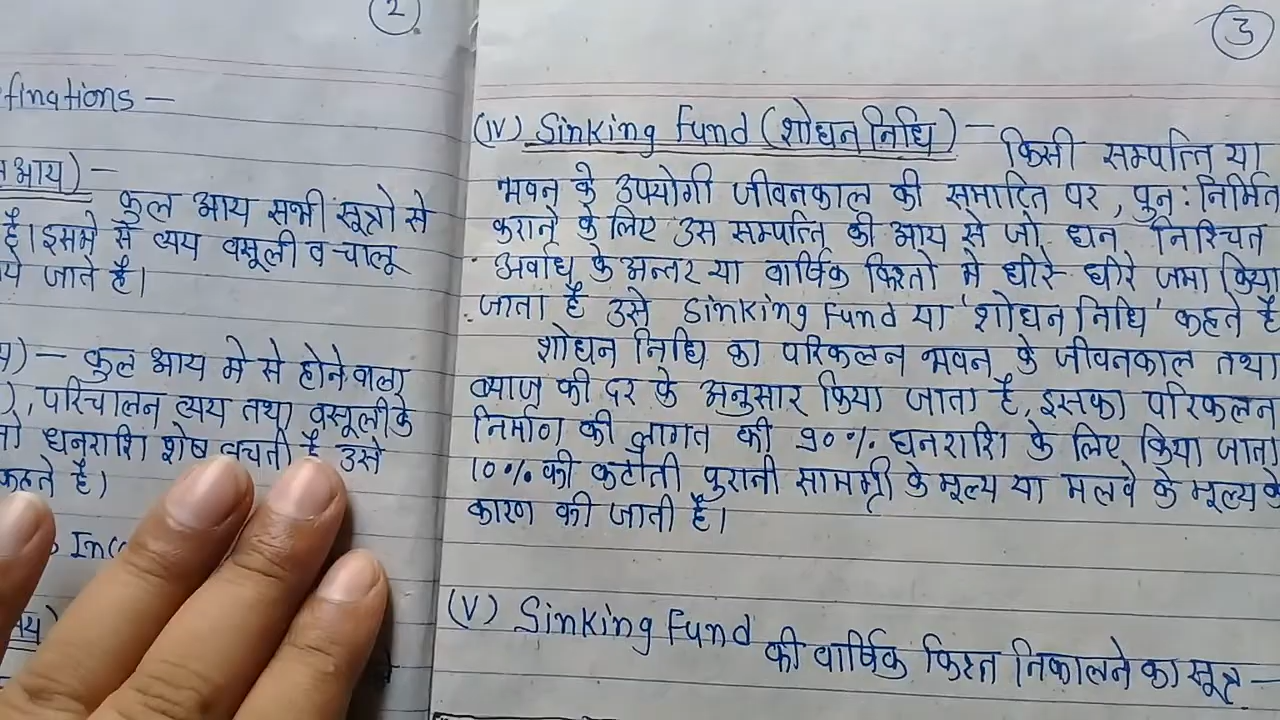 2
finations —
आय) –
कुल आय सभी सूत्रो से
है। इसमे से व्यय वसूली व चालू
ये जाते है।
) – कुल आय मे से होने वाला
), परिचालन व्यय तथा वसूली के
धनराशि शेष बचती है उसे
कहते है)
Inc
3
(IV) Sinking Fund (शोधन निधि) – किसी सम्पत्ति या
भवन के उपयोगी जीवनकाल की समाप्ति पर, पुन: निर्मित
कराने के लिए उस सम्पत्ति की आय से जो धन निश्चित
अवधि के अन्तर या वार्षिक किश्तो मे धीरे धीरे जमा किया
जाता है उसे Sinking Fund या 'शोधन निधि' कहते है
शोधन निधि का परिकलन भवन के जीवनकाल तथा
ब्याज की दर के अनुसार किया जाता है, इसका परिकलन
निर्माण की लागत की 90% धनराशि के लिए किया जाता
10% की कटौती पुरानी सामग्री के मूल्य या मलवे के मूल्य के
कारण की जाती है।
(V) Sinking Fund की वार्षिक किश्त निकालने का सूत्र –